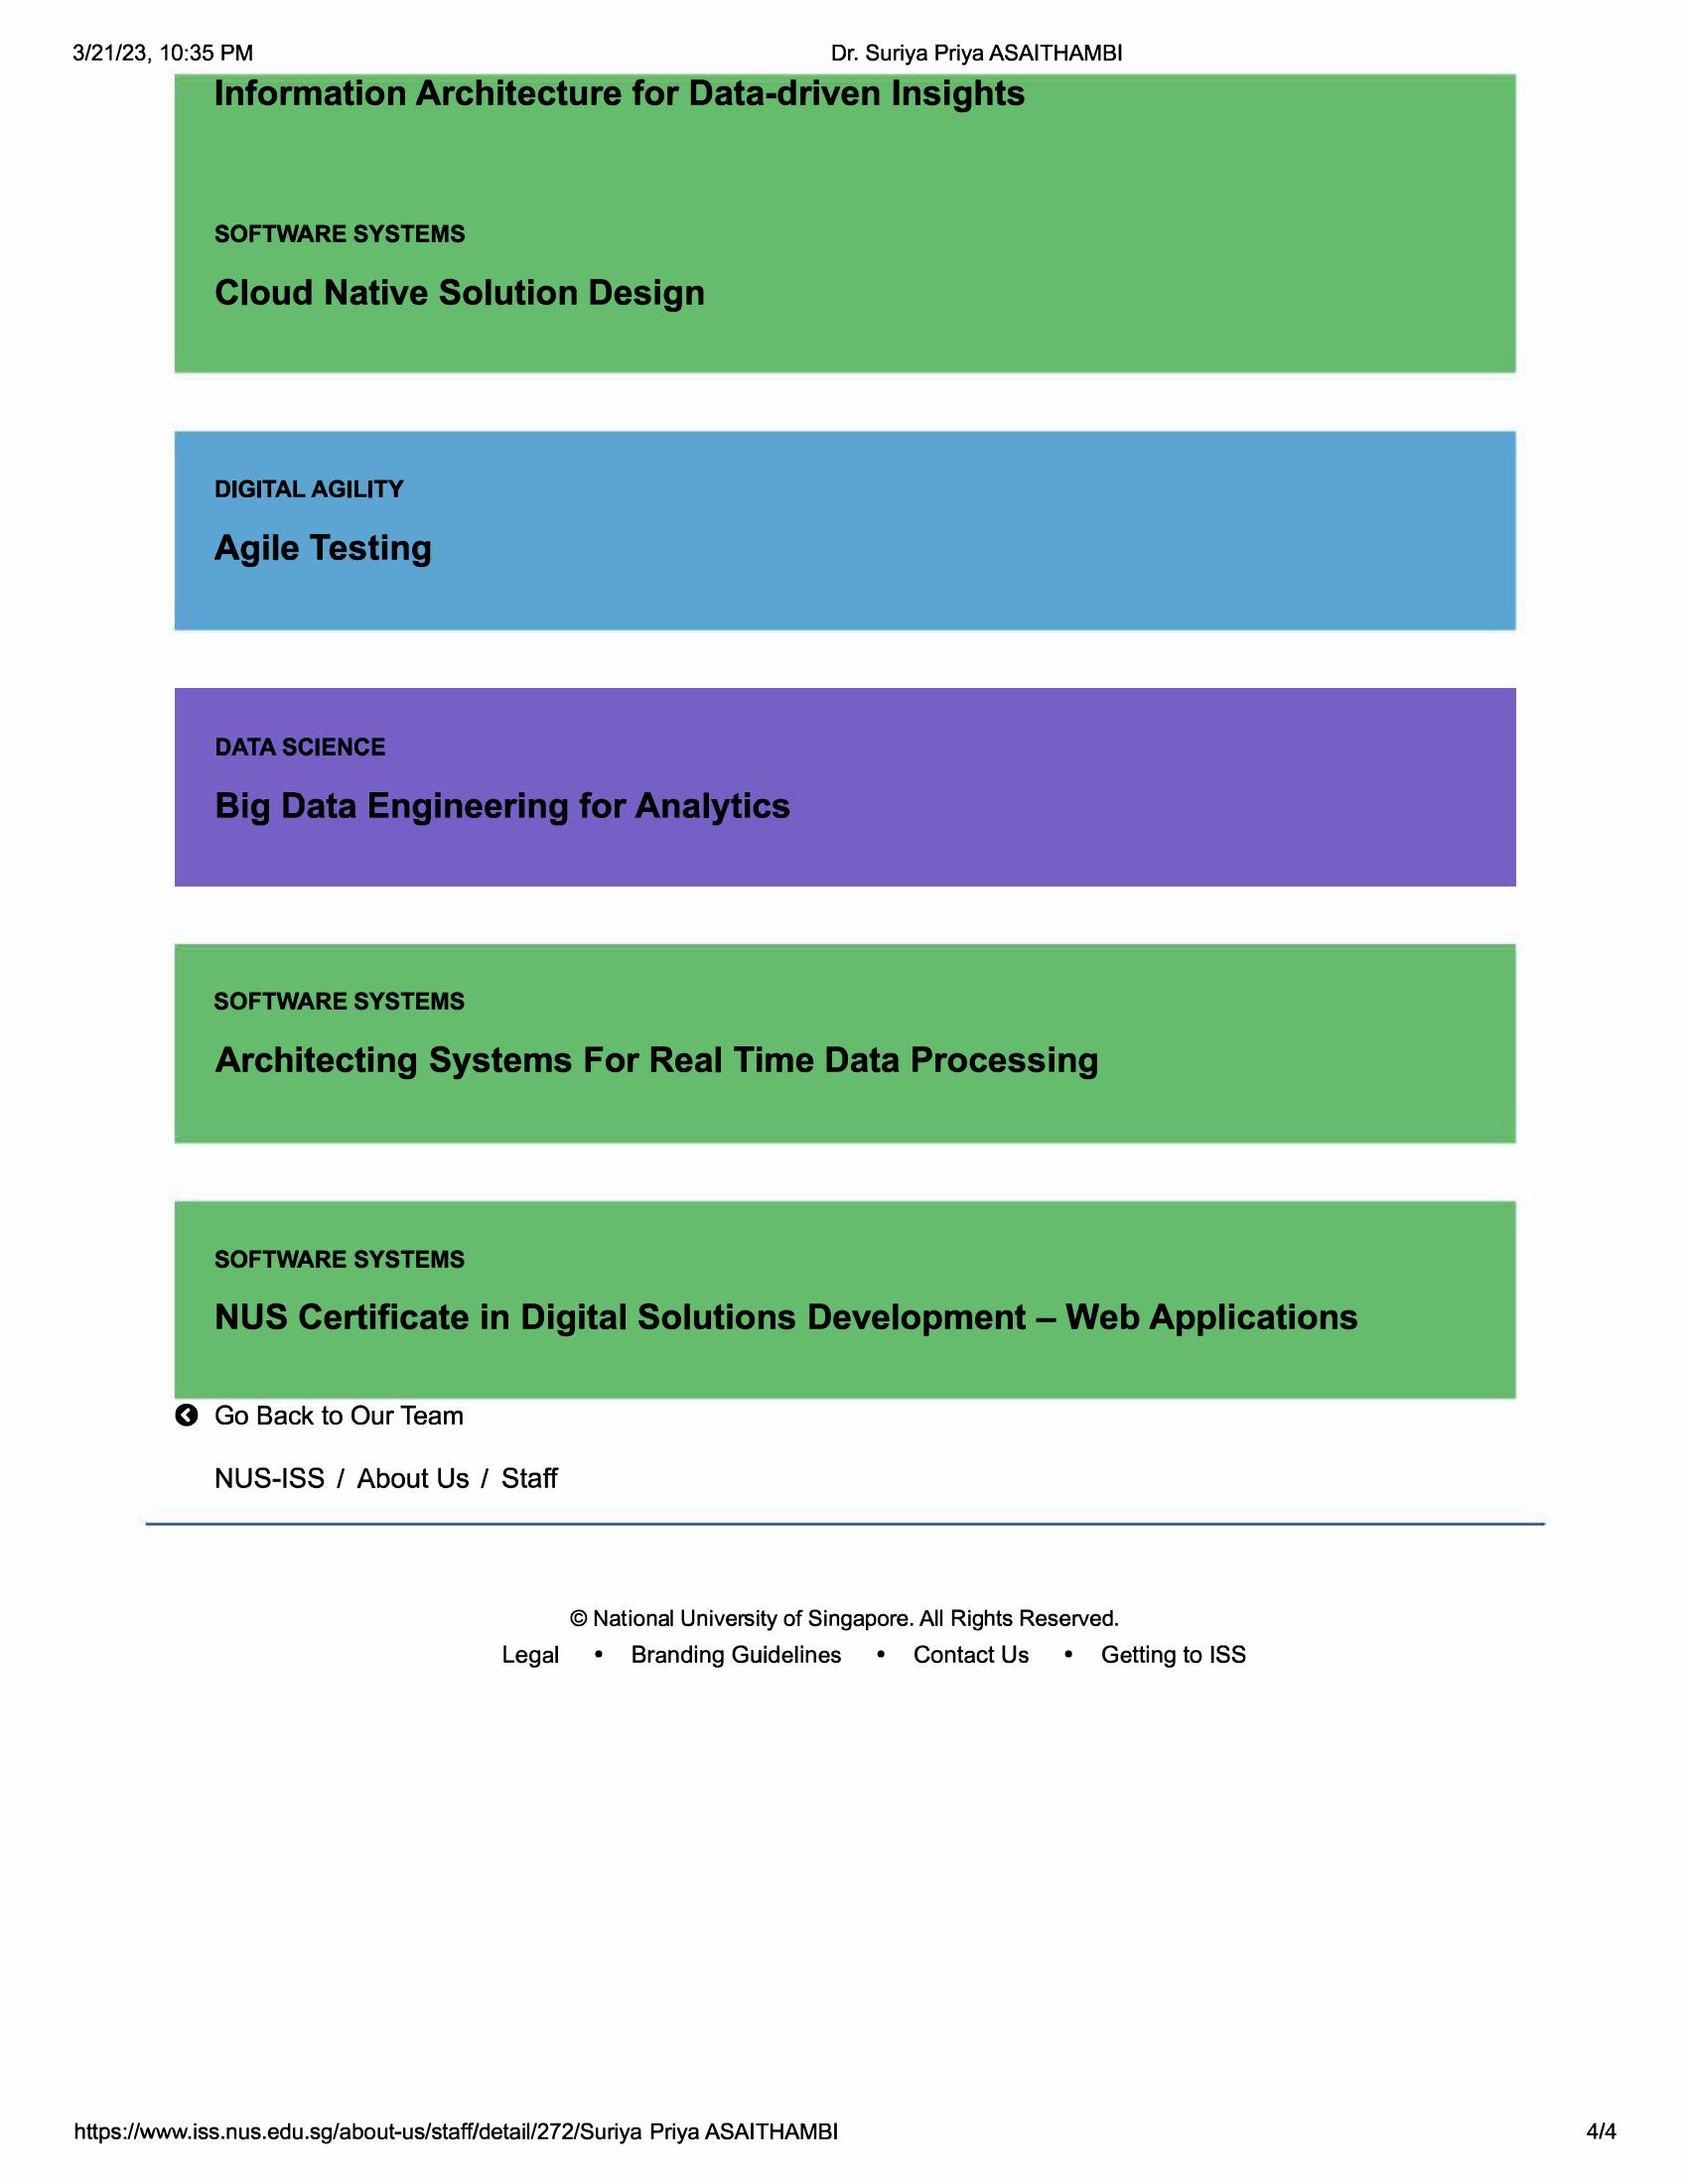 3/21/23, 10:35 PM
Dr. Suriya Priya ASAITHAMBI
Information Architecture for Data-driven Insights
SOFTWARE SYSTEMS
Cloud Native Solution Design
DIGITAL AGILITY
Agile Testing
DATA SCIENCE
Big Data Engineering for Analytics
SOFTWARE SYSTEMS
Architecting Systems For Real Time Data Processing
SOFTWARE SYSTEMS
NUS Certificate in Digital Solutions Development – Web Applications
Go Back to Our Team
NUS-ISS / About Us / Staff
© National University of Singapore. All Rights Reserved.
Legal • Branding Guidelines • Contact Us • Getting to ISS
https://www.iss.nus.edu.sg/about-us/staff/detail/272/Suriya Priya ASAITHAMBI
4/4